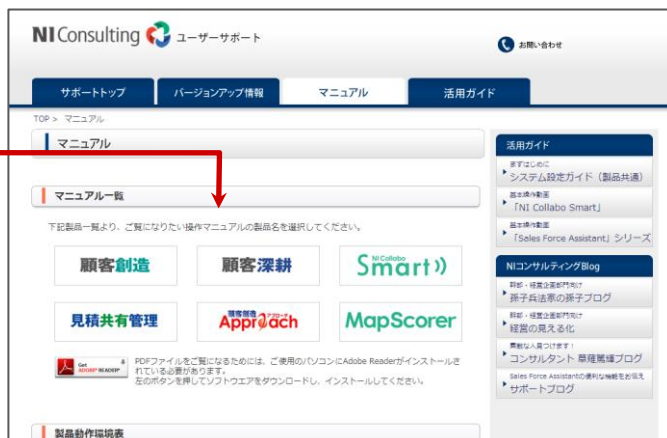 NI Consulting ユーザーサポート
お問い合わせ
サポートトップ
バージョンアップ情報
マニュアル
活用ガイド
TOP > マニュアル
マニュアル
マニュアル一覧
下記製品一覧より、ご覧になりたい操作マニュアルの製品名を選択してください。
顧客創造
顧客深耕
NI Collabo Smart
見積共有管理
顧客創造 アプローチ Approach
MapScorer
Get ADOBE® READER®
PDFファイルをご覧になるためには、ご使用のパソコンにAdobe Readerがインストールさ
れている必要があります。
左のボタンを押してソフトウエアをダウンロードし、インストールしてください。
製品動作環境表
活用ガイド
まずはじめに
システム設定ガイド（製品共通）
基本操作動画
「NI Collabo Smart」
基本操作動画
「Sales Force Assistant」シリーズ
NIコンサルティングBlog
幹部・経営企画部門向け
孫子兵法家の孫子ブログ
幹部・経営企画部門向け
経営の見える化
素敵な人見つけます！
コンサルタント 草薙篤様ブログ
Sales Force Assistantの便利な機能をお伝え
サポートブログ